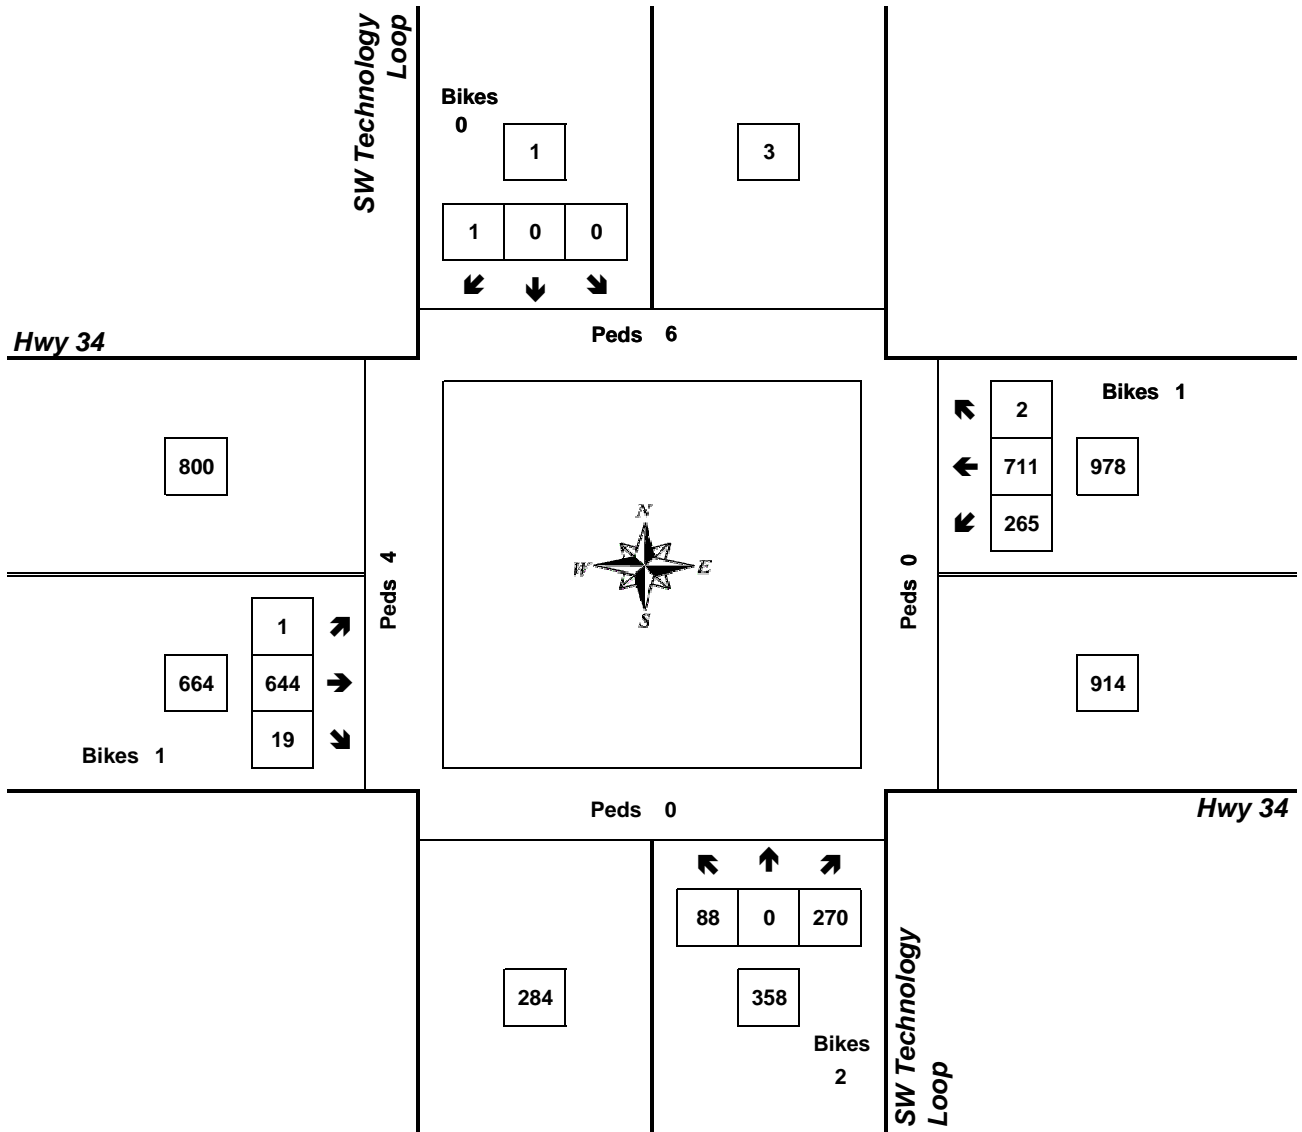 SW Technology
Loop
Bikes
0
1
3
1 0 0
Hwy 34
Peds 6
Bikes 1
2
711 978
265
800
N
W E
S
Peds 4
Peds 0
1
664 644
19
Bikes 1
914
Hwy 34
Peds 0
88 0 270
284
358
Bikes
2
SW Technology
Loop